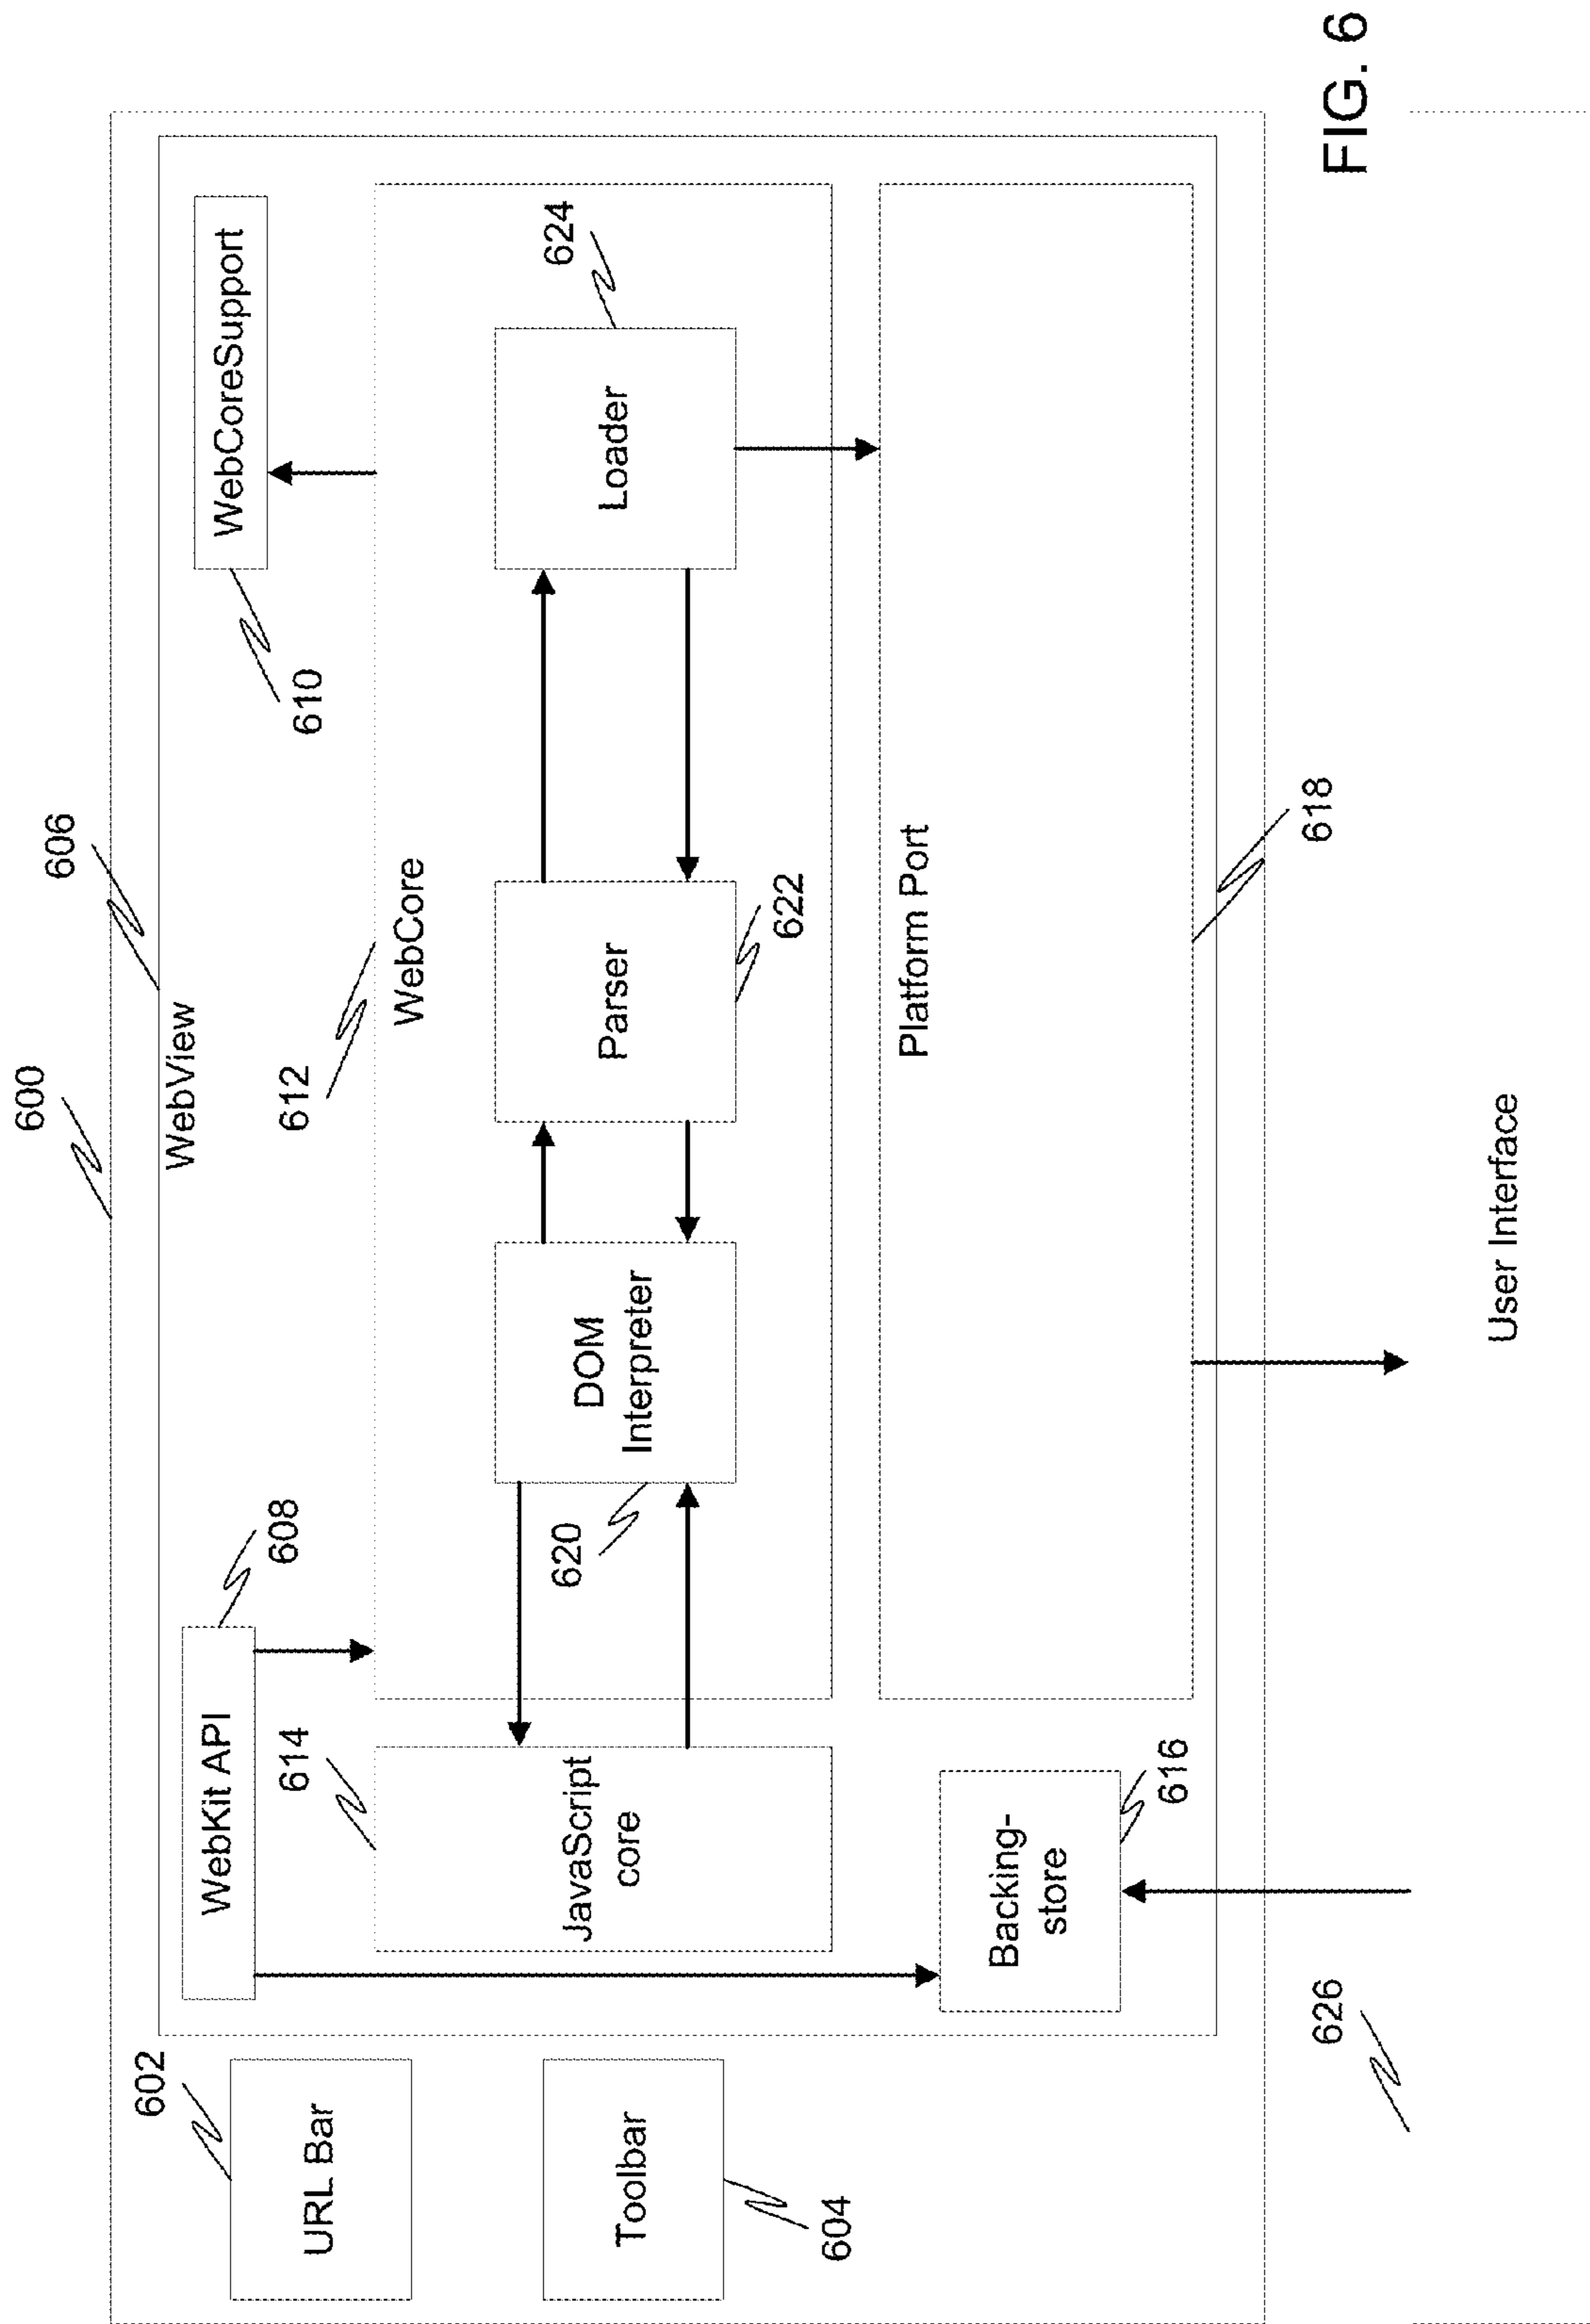 600
606
WebView
602
URL Bar
604
Toolbar
WebKit API
608
610
WebCoreSupport
612
WebCore
614
JavaScript
core
620
DOM
Interpreter
Parser
622
624
Loader
Backing-
store
616
Platform Port
618
626
User Interface
FIG. 6